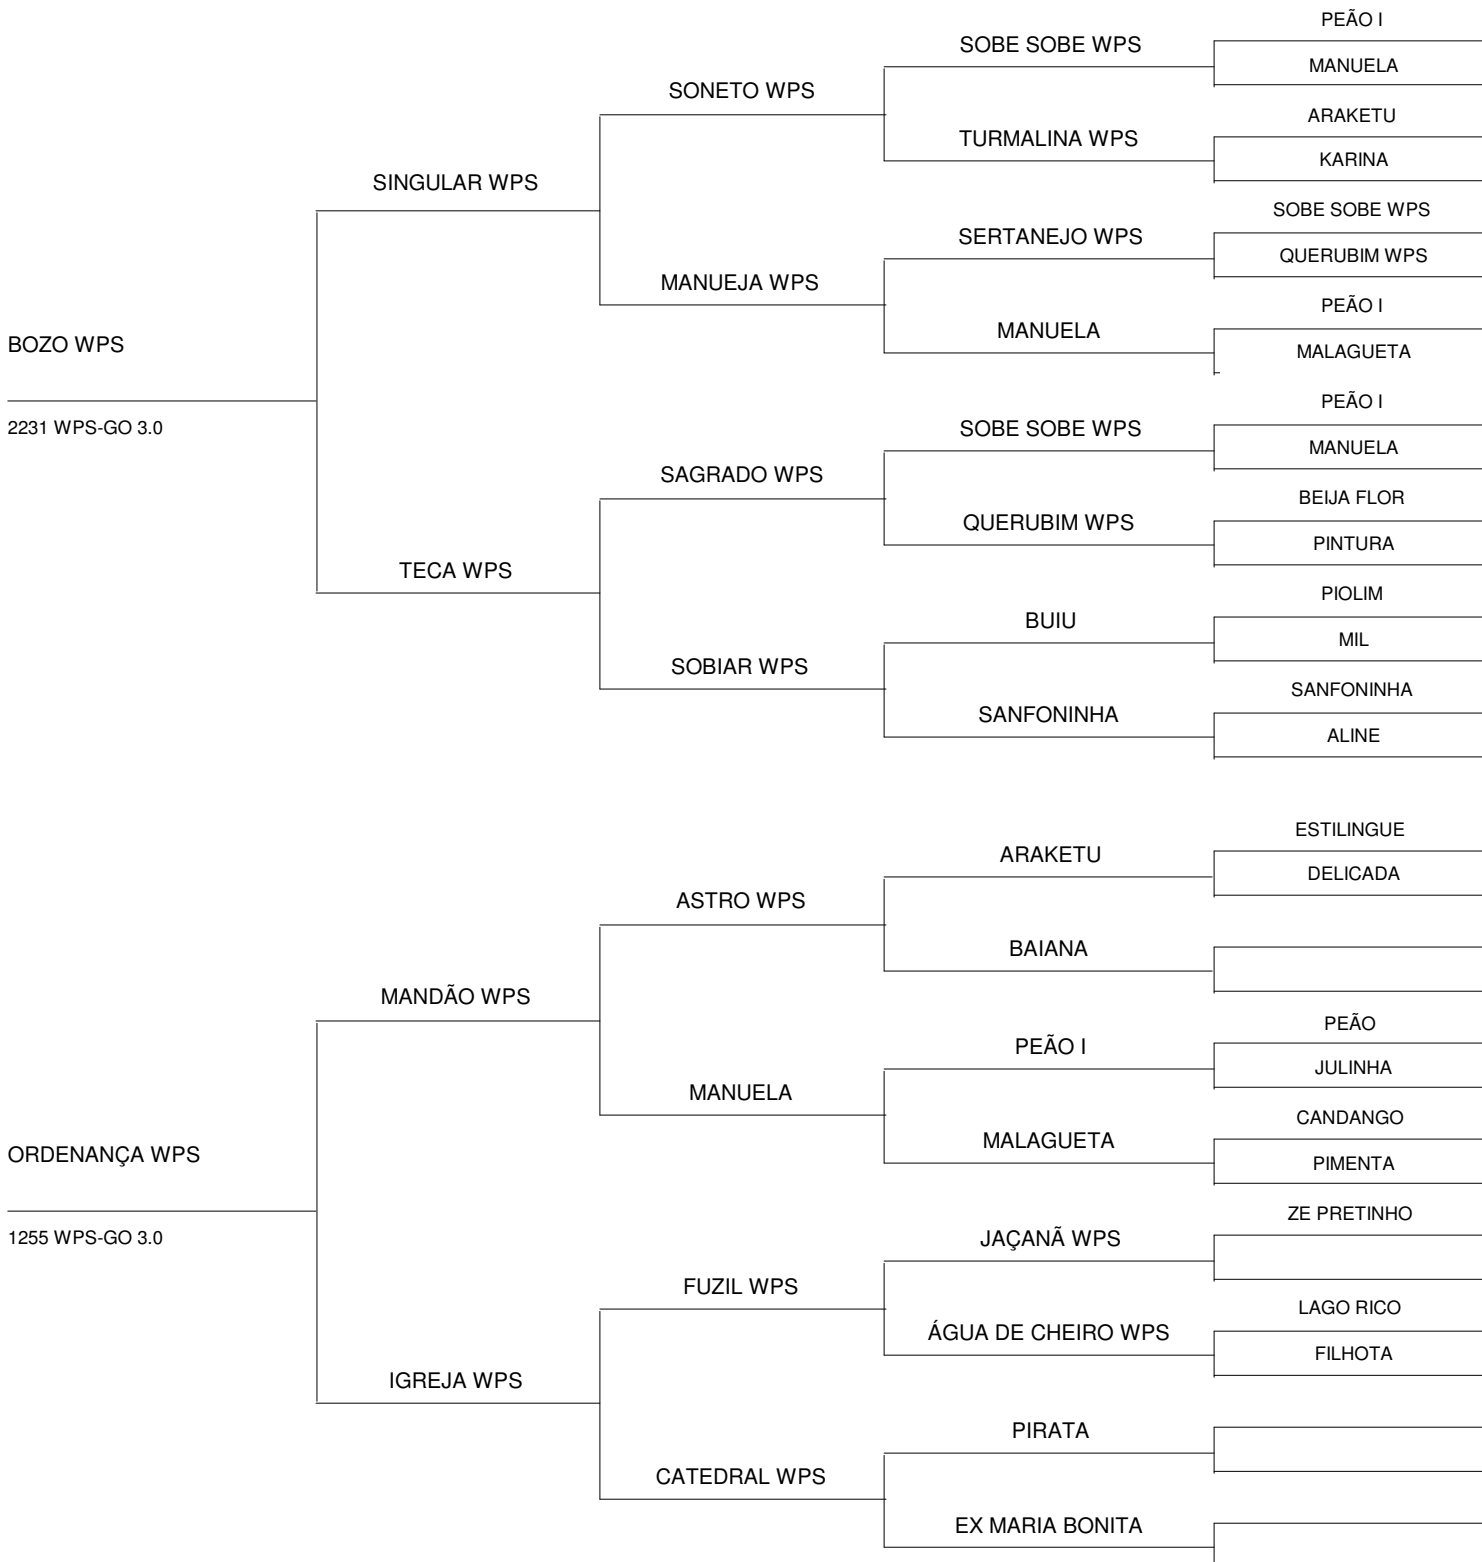 PEÃO I
SOBE SOBE WPS
MANUELA
SONETO WPS
ARAKETU
TURMALINA WPS
KARINA
SINGULAR WPS
SOBE SOBE WPS
SERTANEJO WPS
QUERUBIM WPS
MANUEJA WPS
PEÃO I
MANUELA
MALAGUETA
BOZO WPS
2231 WPS-GO 3.0
PEÃO I
SOBE SOBE WPS
MANUELA
SAGRADO WPS
BEIJA FLOR
QUERUBIM WPS
PINTURA
TECA WPS
PIOLIM
BUIU
MIL
SOBIAR WPS
SANFONINHA
SANFONINHA
ALINE
ESTILINGUE
ARAKETU
DELICADA
ASTRO WPS
BAIANA
MANDÃO WPS
PEÃO
PEÃO I
JULINHA
MANUELA
CANDANGO
MALAGUETA
PIMENTA
ORDENANÇA WPS
1255 WPS-GO 3.0
ZE PRETINHO
JAÇANÃ WPS
FUZIL WPS
LAGO RICO
ÁGUA DE CHEIRO WPS
FILHOTA
IGREJA WPS
PIRATA
CATEDRAL WPS
EX MARIA BONITA